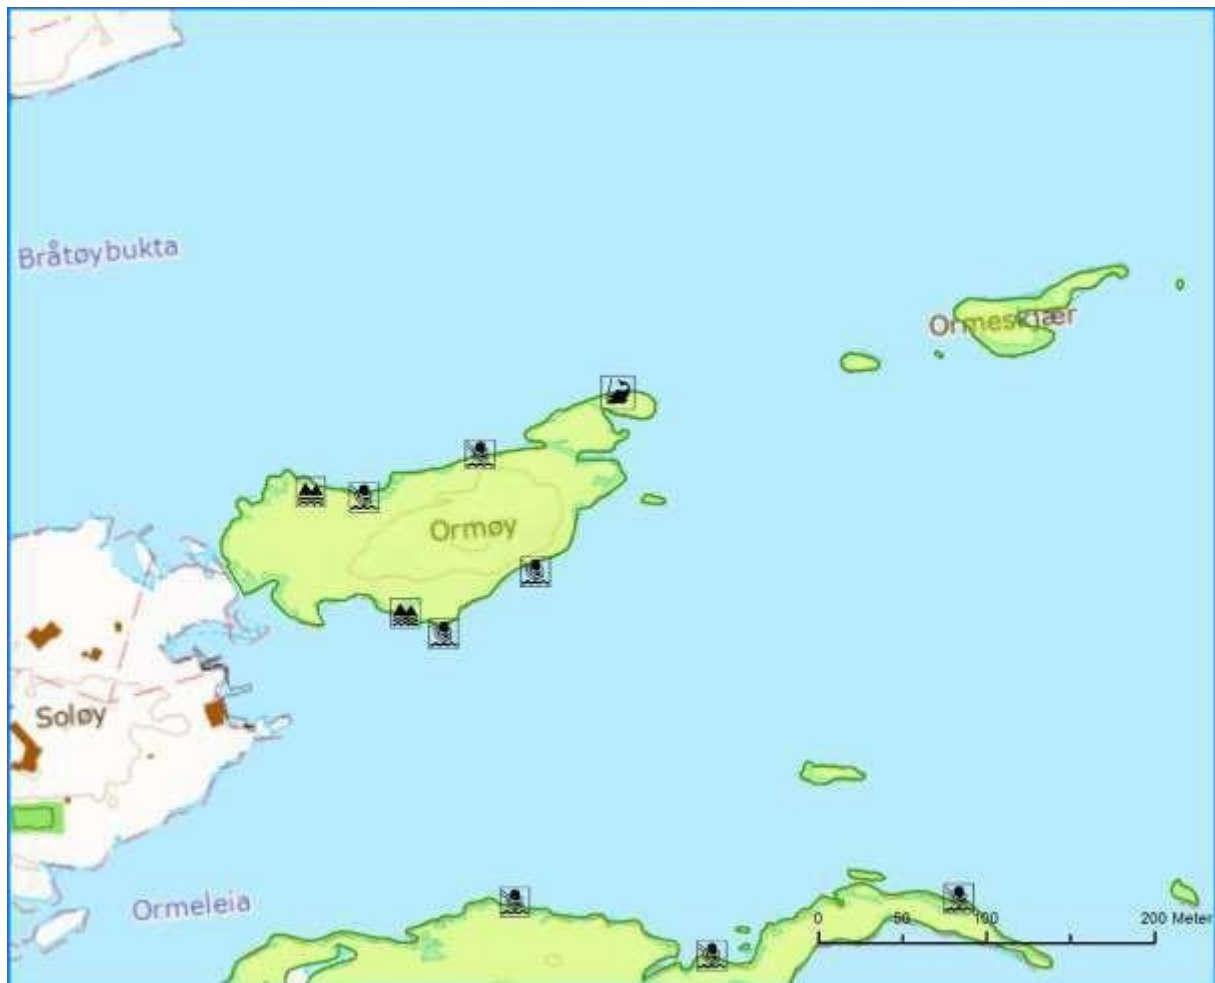 Bråtøybukta
Ormeskjær
Ormøy
Soløy
Ormeleia
0 50 100 200 Meter